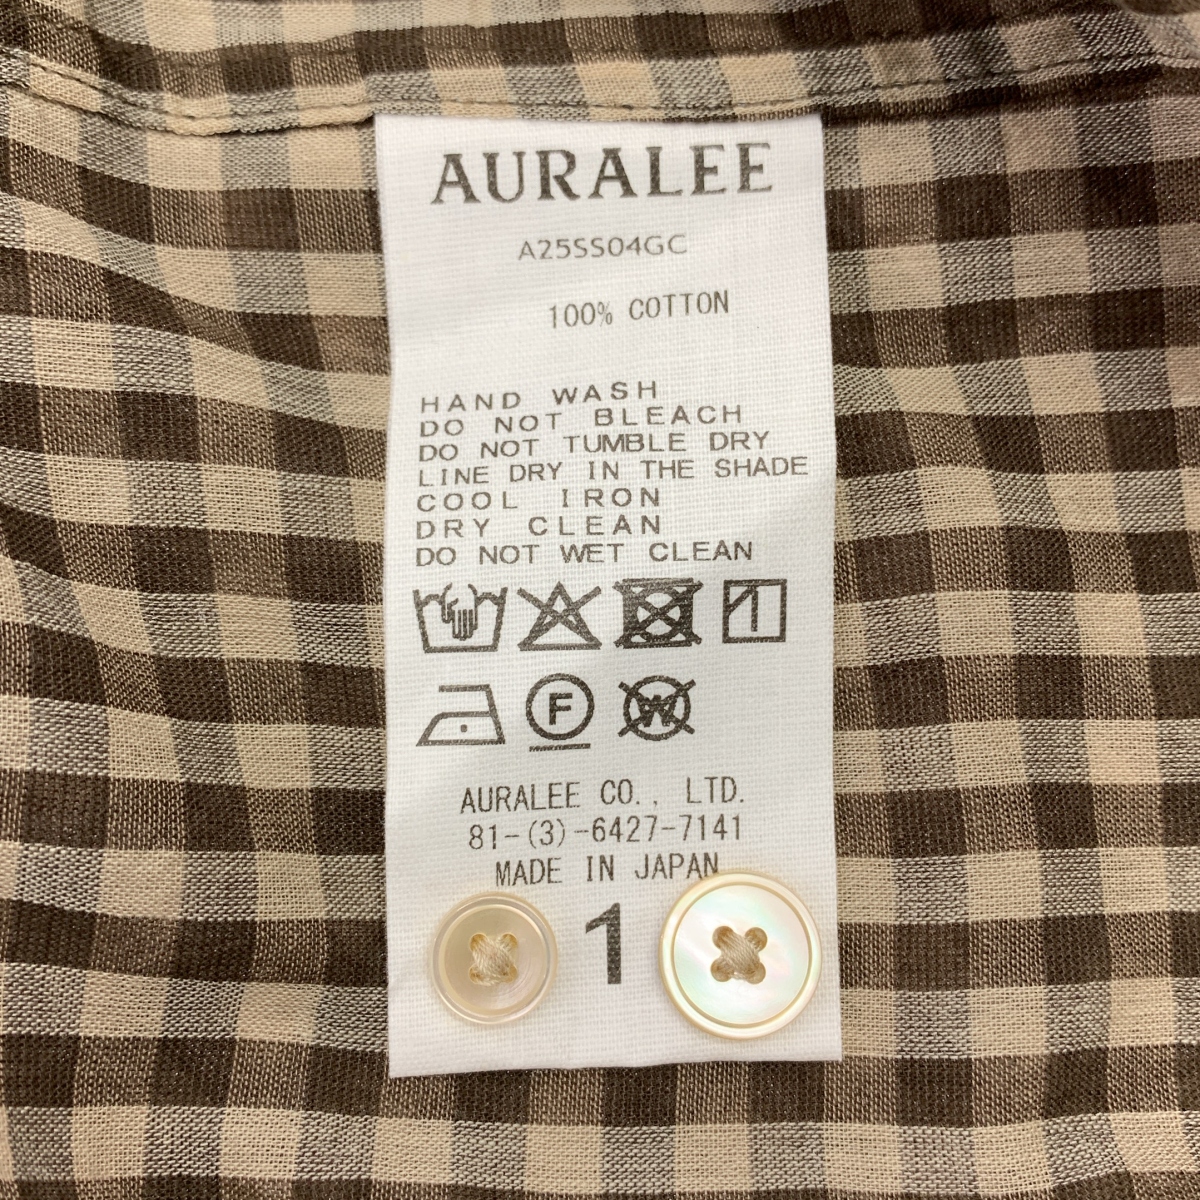 AURALEE
A25SS04GC
100% COTTON
HAND WASH
DO NOT BLEACH
DO NOT TUMBLE DRY
LINE DRY IN THE SHADE
COOL IRON
DRY CLEAN
DO NOT WET CLEAN
F W
AURALEE CO., LTD.
81-(3)-6427-7141
MADE IN JAPAN
1